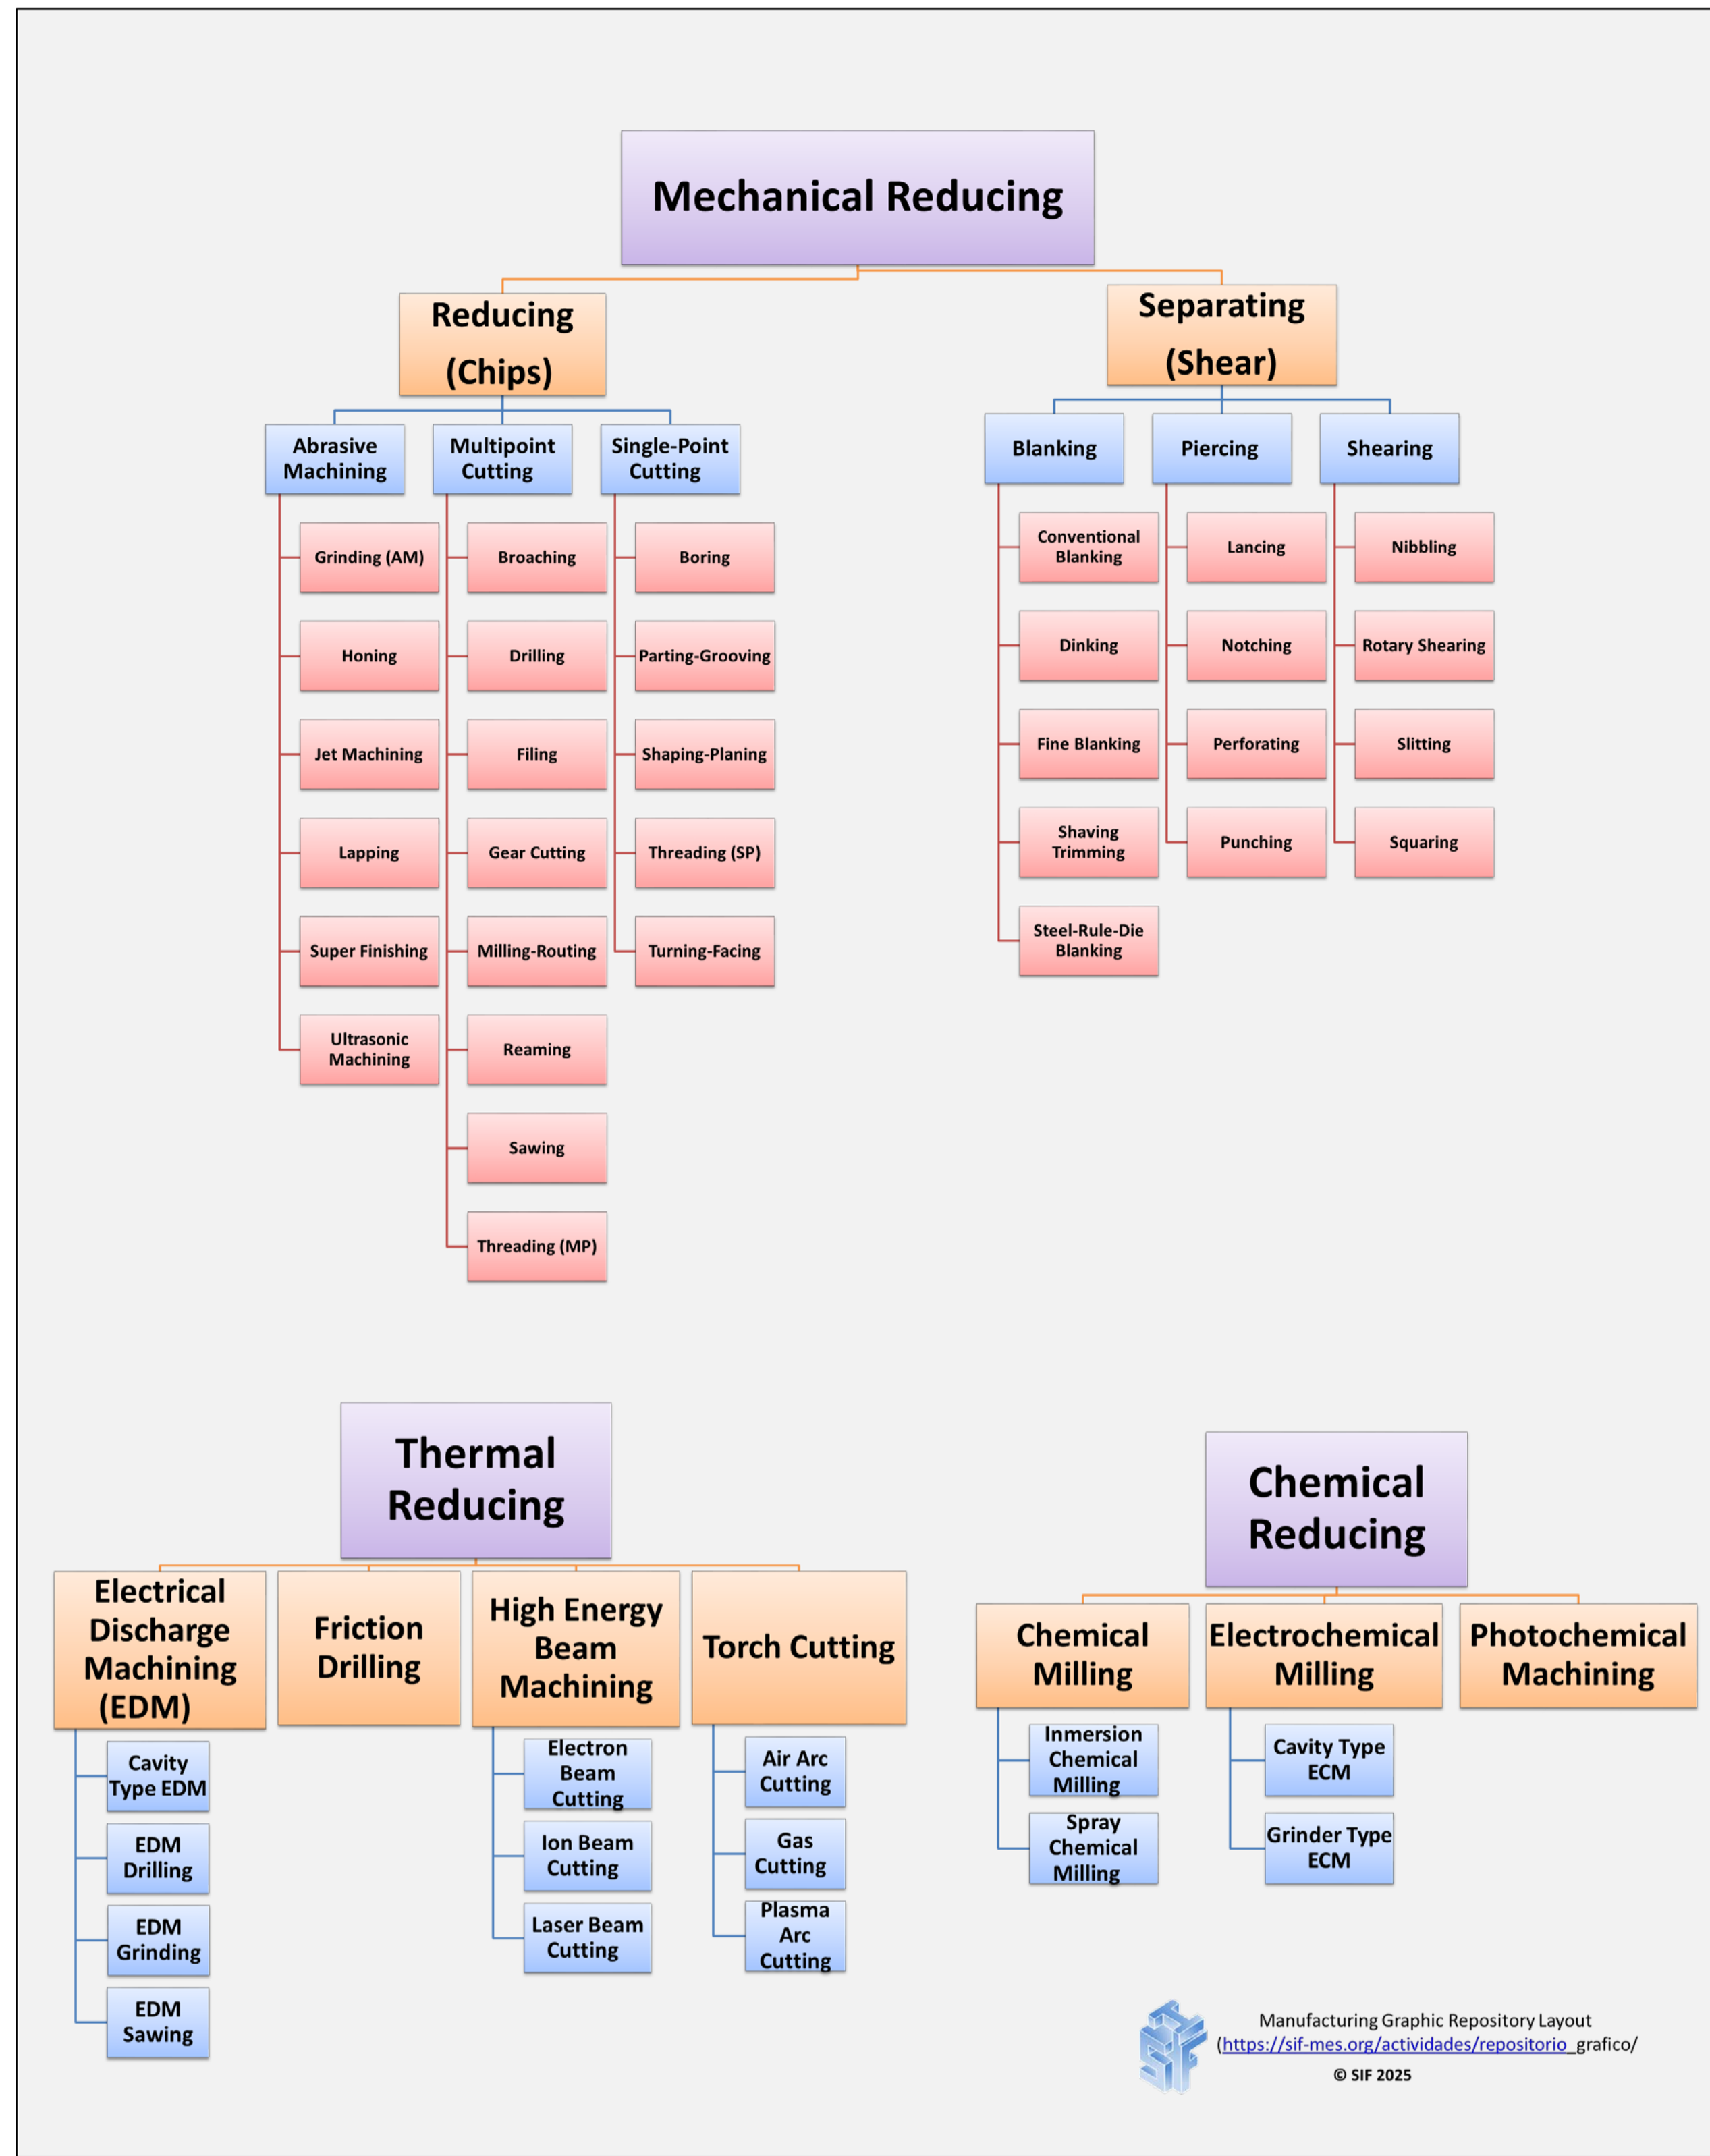 Mechanical Reducing
Reducing
(Chips)
Separating
(Shear)
Abrasive
Machining
Multipoint
Cutting
Single-Point
Cutting
Blanking
Piercing
Shearing
Grinding (AM)
Honing
Jet Machining
Lapping
Super Finishing
Ultrasonic
Machining
Broaching
Drilling
Filing
Gear Cutting
Milling-Routing
Reaming
Sawing
Threading (MP)
Boring
Parting-Grooving
Shaping-Planing
Threading (SP)
Turning-Facing
Conventional
Blanking
Dinking
Fine Blanking
Shaving
Trimming
Steel-Rule-Die
Blanking
Lancing
Notching
Perforating
Punching
Nibbling
Rotary Shearing
Slitting
Squaring
Thermal
Reducing
Electrical
Discharge
Machining
(EDM)
Friction
Drilling
High Energy
Beam
Machining
Torch Cutting
Cavity
Type EDM
EDM
Drilling
EDM
Grinding
EDM
Sawing
Electron
Beam
Cutting
Ion Beam
Cutting
Laser Beam
Cutting
Air Arc
Cutting
Gas
Cutting
Plasma
Arc
Cutting
Chemical
Reducing
Chemical
Milling
Electrochemical
Milling
Photochemical
Machining
Inmersion
Chemical
Milling
Spray
Chemical
Milling
Cavity Type
ECM
Grinder Type
ECM
SIF
Manufacturing Graphic Repository Layout
(https://sif-mes.org/actividades/repositorio_grafico/
© SIF 2025